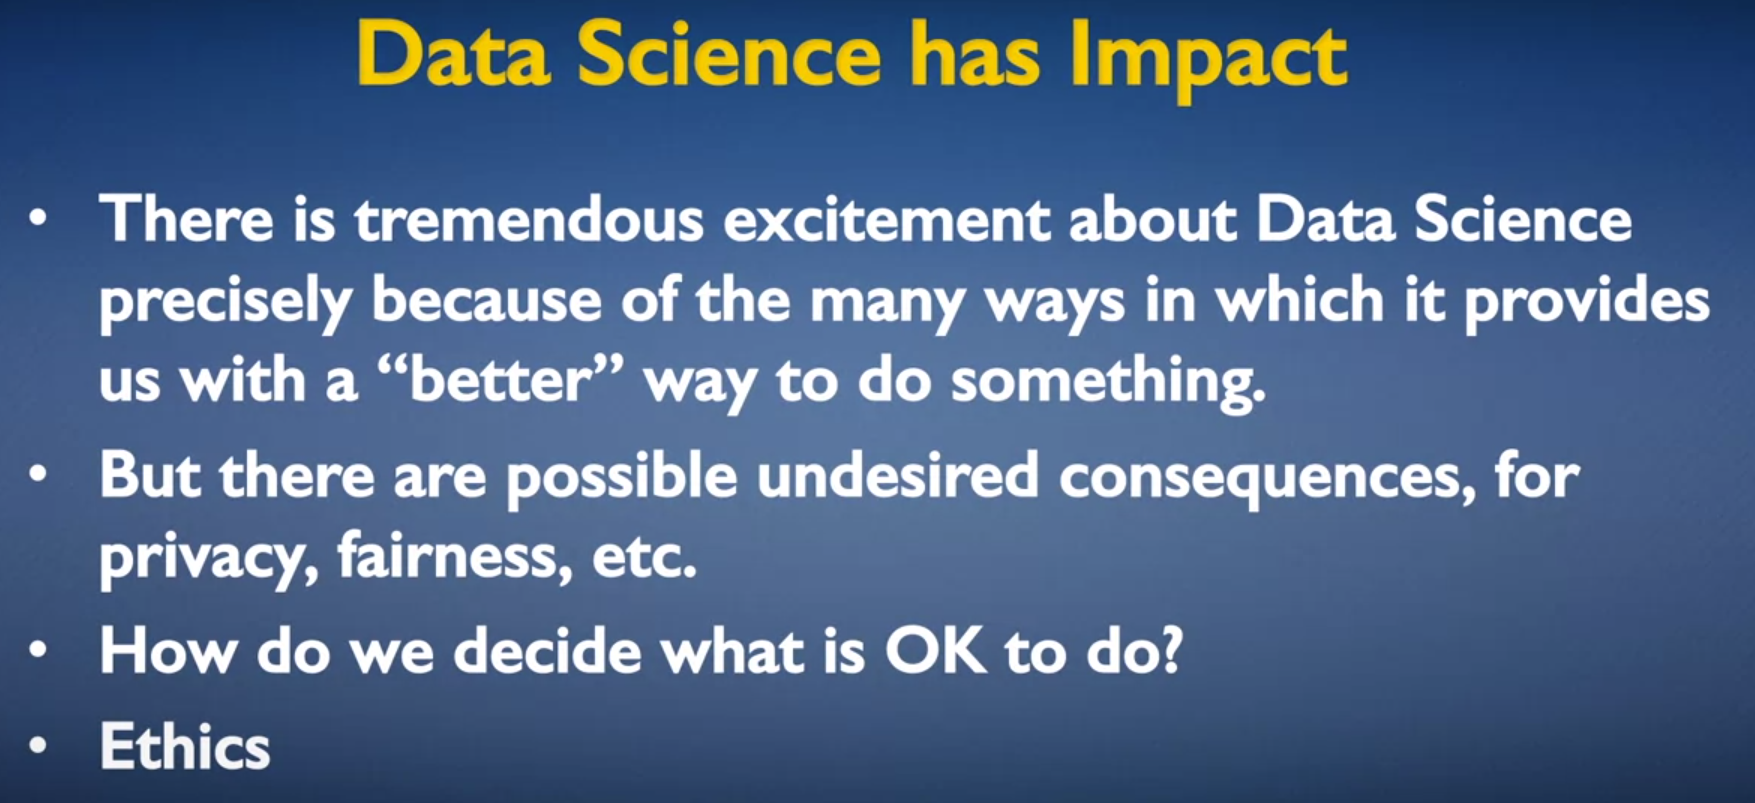 Data Science has Impact
• There is tremendous excitement about Data Science
precisely because of the many ways in which it provides
us with a “better” way to do something.
• But there are possible undesired consequences, for
privacy, fairness, etc.
• How do we decide what is OK to do?
• Ethics